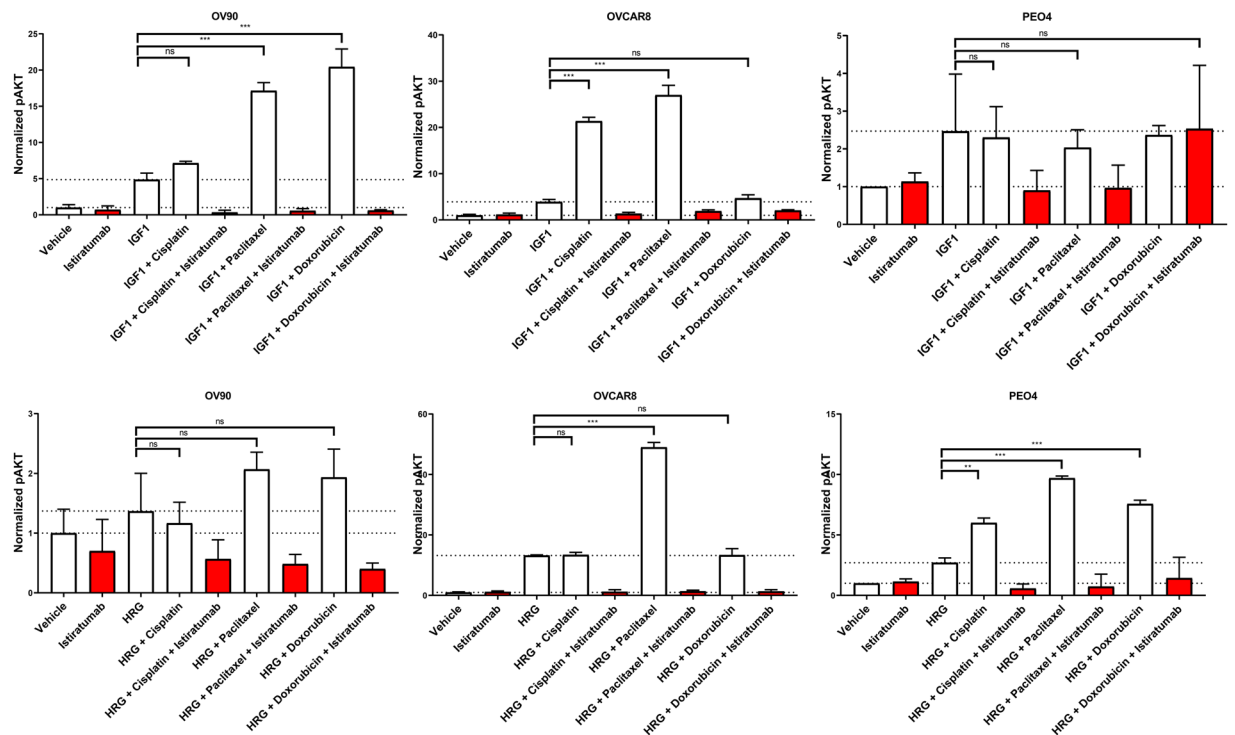 OV90
***
***
ns
Normalized pAKT
25
20
15
10
5
0
Vehicle
Istiratumab
IGF1
IGF1 + Cisplatin
IGF1 + Cisplatin + Istiratumab
IGF1 + Paclitaxel
IGF1 + Paclitaxel + Istiratumab
IGF1 + Doxorubicin
IGF1 + Doxorubicin + Istiratumab
OVCAR8
ns
***
***
Normalized pAKT
40
30
20
10
0
Vehicle
Istiratumab
IGF1
IGF1 + Cisplatin
IGF1 + Cisplatin + Istiratumab
IGF1 + Paclitaxel
IGF1 + Paclitaxel + Istiratumab
IGF1 + Doxorubicin
IGF1 + Doxorubicin + Istiratumab
PEO4
ns
ns
ns
Normalized pAKT
5
4
3
2
1
0
Vehicle
Istiratumab
IGF1
IGF1 + Cisplatin
IGF1 + Cisplatin + Istiratumab
IGF1 + Paclitaxel
IGF1 + Paclitaxel + Istiratumab
IGF1 + Doxorubicin
IGF1 + Doxorubicin + Istiratumab
OV90
ns
ns
ns
Normalized pAKT
3
2
1
0
Vehicle
Istiratumab
HRG
HRG + Cisplatin
HRG + Cisplatin + Istiratumab
HRG + Paclitaxel
HRG + Paclitaxel + Istiratumab
HRG + Doxorubicin
HRG + Doxorubicin + Istiratumab
OVCAR8
ns
***
ns
Normalized pAKT
60
40
20
0
Vehicle
Istiratumab
HRG
HRG + Cisplatin
HRG + Cisplatin + Istiratumab
HRG + Paclitaxel
HRG + Paclitaxel + Istiratumab
HRG + Doxorubicin
HRG + Doxorubicin + Istiratumab
PEO4
***
***
**
Normalized pAKT
15
10
5
0
Vehicle
Istiratumab
HRG
HRG + Cisplatin
HRG + Cisplatin + Istiratumab
HRG + Paclitaxel
HRG + Paclitaxel + Istiratumab
HRG + Doxorubicin
HRG + Doxorubicin + Istiratumab